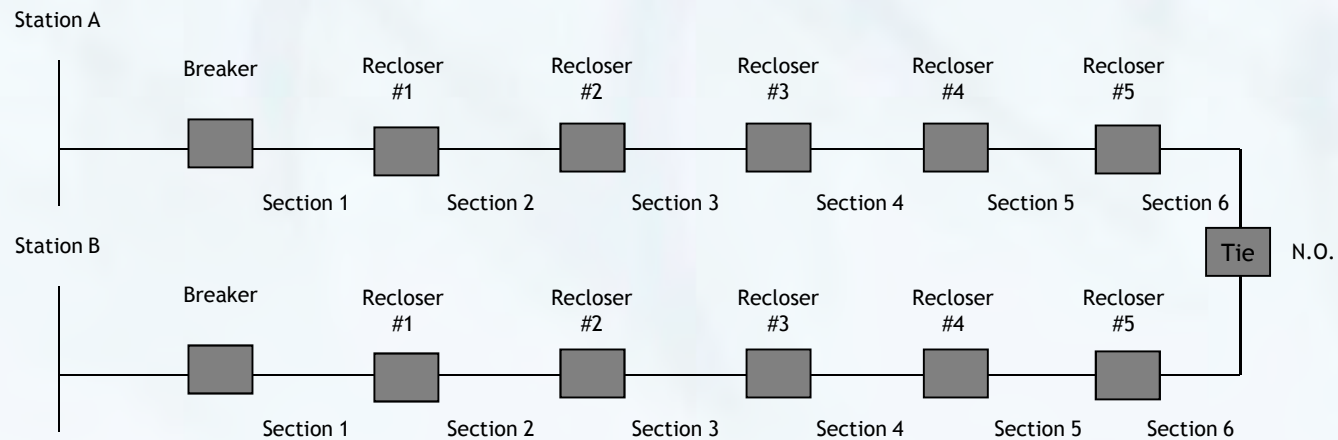 Station A
Breaker
Recloser
#1
Recloser
#2
Recloser
#3
Recloser
#4
Recloser
#5
Section 1
Section 2
Section 3
Section 4
Section 5
Section 6
Tie
N.O.
Station B
Breaker
Recloser
#1
Recloser
#2
Recloser
#3
Recloser
#4
Recloser
#5
Section 1
Section 2
Section 3
Section 4
Section 5
Section 6